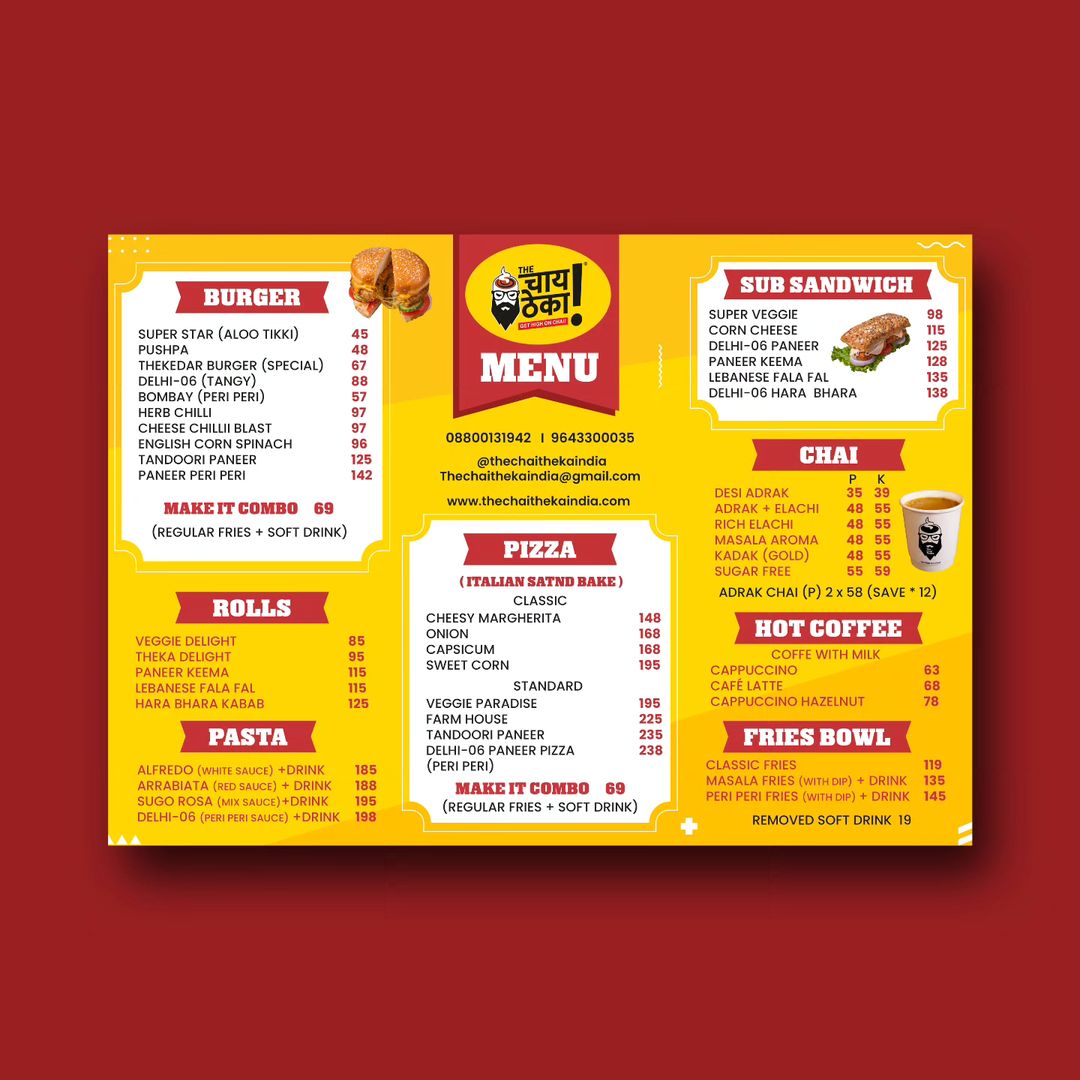 BURGER
SUPER STAR (ALOO TIKKI) 45
PUSHPA 48
THEKEDAR BURGER (SPECIAL) 67
DELHI-06 (TANGY) 88
BOMBAY (PERI PERI) 57
HERB CHILLI 97
CHEESE CHILLII BLAST 97
ENGLISH CORN SPINACH 96
TANDOORI PANEER 125
PANEER PERI PERI 142
MAKE IT COMBO 69
(REGULAR FRIES + SOFT DRINK)
ROLLS
VEGGIE DELIGHT 85
THEKA DELIGHT 95
PANEER KEEMA 115
LEBANESE FALA FAL 115
HARA BHARA KABAB 125
PASTA
ALFREDO (WHITE SAUCE) +DRINK 185
ARRABIATA (RED SAUCE) + DRINK 188
SUGO ROSA (MIX SAUCE)+DRINK 195
DELHI-06 (PERI PERI SAUCE) +DRINK 198
THE
चाय
ठेका!
GET HIGH ON CHAI!
MENU
08800131942 I 9643300035
@thechaithekaindia
Thechaithekaindia@gmail.com
www.thechaithekaindia.com
PIZZA
( ITALIAN SATND BAKE )
CLASSIC
CHEESY MARGHERITA 148
ONION 168
CAPSICUM 168
SWEET CORN 195
STANDARD
VEGGIE PARADISE 195
FARM HOUSE 225
TANDOORI PANEER 235
DELHI-06 PANEER PIZZA 238
(PERI PERI)
MAKE IT COMBO 69
(REGULAR FRIES + SOFT DRINK)
SUB SANDWICH
SUPER VEGGIE 98
CORN CHEESE 115
DELHI-06 PANEER 125
PANEER KEEMA 128
LEBANESE FALA FAL 135
DELHI-06 HARA BHARA 138
CHAI
P K
DESI ADRAK 35 39
ADRAK + ELACHI 48 55
RICH ELACHI 48 55
MASALA AROMA 48 55
KADAK (GOLD) 48 55
SUGAR FREE 55 59
ADRAK CHAI (P) 2 x 58 (SAVE * 12)
HOT COFFEE
COFFE WITH MILK
CAPPUCCINO 63
CAFÉ LATTE 68
CAPPUCCINO HAZELNUT 78
FRIES BOWL
CLASSIC FRIES 119
MASALA FRIES (WITH DIP) + DRINK 135
PERI PERI FRIES (WITH DIP) + DRINK 145
REMOVED SOFT DRINK 19